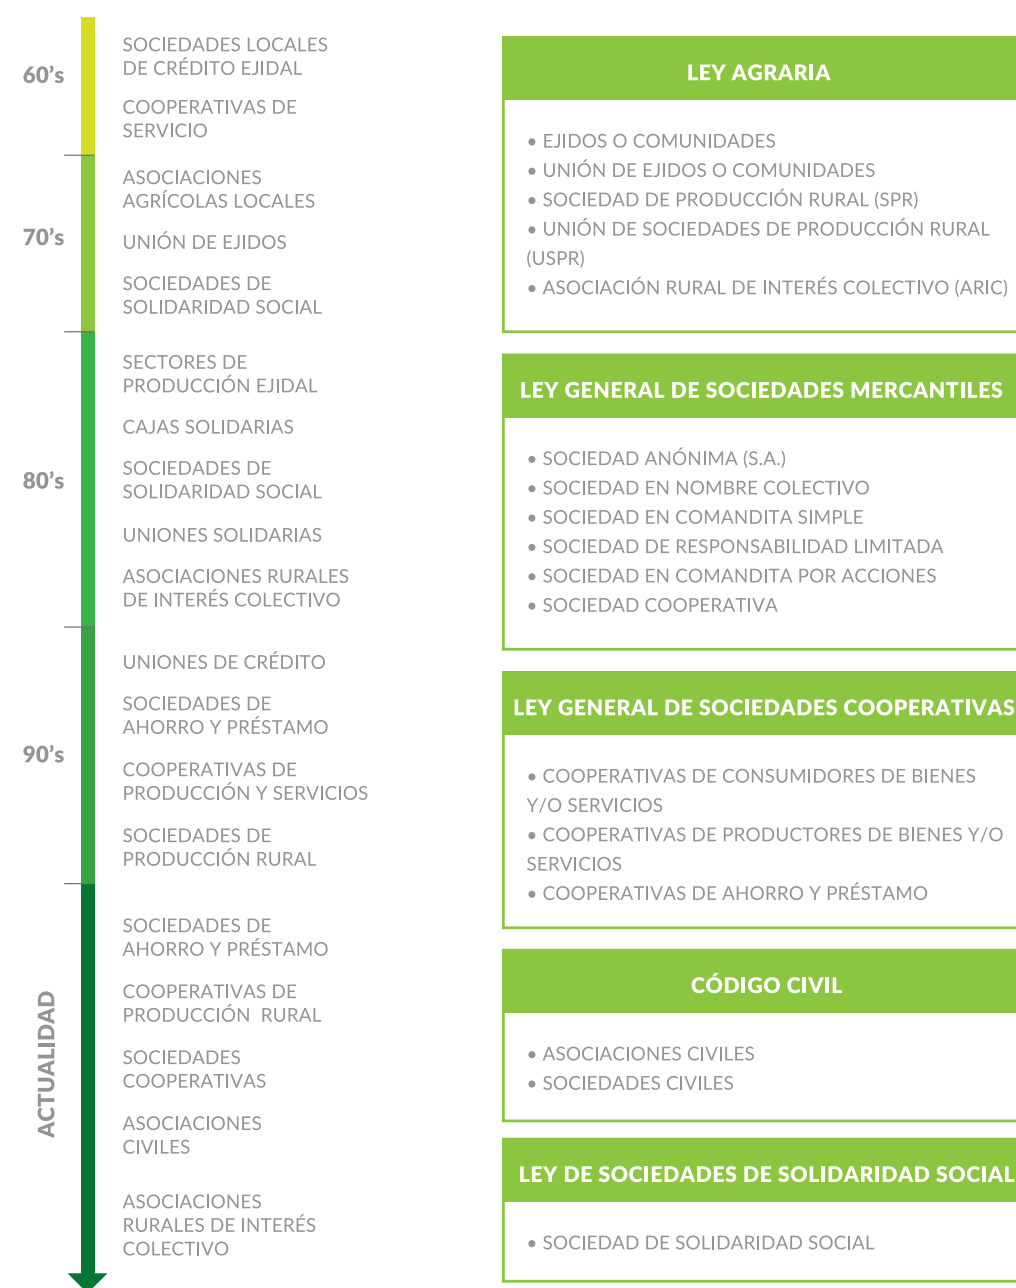 60's
SOCIEDADES LOCALES
DE CRÉDITO EJIDAL
COOPERATIVAS DE
SERVICIO
70's
ASOCIACIONES
AGRÍCOLAS LOCALES
UNIÓN DE EJIDOS
SOCIEDADES DE
SOLIDARIDAD SOCIAL
80's
SECTORES DE
PRODUCCIÓN EJIDAL
CAJAS SOLIDARIAS
SOCIEDADES DE
SOLIDARIDAD SOCIAL
UNIONES SOLIDARIAS
ASOCIACIONES RURALES
DE INTERÉS COLECTIVO
90's
UNIONES DE CRÉDITO
SOCIEDADES DE
AHORRO Y PRÉSTAMO
COOPERATIVAS DE
PRODUCCIÓN Y SERVICIOS
SOCIEDADES DE
PRODUCCIÓN RURAL
ACTUALIDAD
SOCIEDADES DE
AHORRO Y PRÉSTAMO
COOPERATIVAS DE
PRODUCCIÓN RURAL
SOCIEDADES
COOPERATIVAS
ASOCIACIONES
CIVILES
ASOCIACIONES
RURALES DE INTERÉS
COLECTIVO
LEY AGRARIA
• EJIDOS O COMUNIDADES
• UNIÓN DE EJIDOS O COMUNIDADES
• SOCIEDAD DE PRODUCCIÓN RURAL (SPR)
• UNIÓN DE SOCIEDADES DE PRODUCCIÓN RURAL
(USPR)
• ASOCIACIÓN RURAL DE INTERÉS COLECTIVO (ARIC)
LEY GENERAL DE SOCIEDADES MERCANTILES
• SOCIEDAD ANÓNIMA (S.A.)
• SOCIEDAD EN NOMBRE COLECTIVO
• SOCIEDAD EN COMANDITA SIMPLE
• SOCIEDAD DE RESPONSABILIDAD LIMITADA
• SOCIEDAD EN COMANDITA POR ACCIONES
• SOCIEDAD COOPERATIVA
LEY GENERAL DE SOCIEDADES COOPERATIVAS
• COOPERATIVAS DE CONSUMIDORES DE BIENES
Y/O SERVICIOS
• COOPERATIVAS DE PRODUCTORES DE BIENES Y/O
SERVICIOS
• COOPERATIVAS DE AHORRO Y PRÉSTAMO
CÓDIGO CIVIL
• ASOCIACIONES CIVILES
• SOCIEDADES CIVILES
LEY DE SOCIEDADES DE SOLIDARIDAD SOCIAL
• SOCIEDAD DE SOLIDARIDAD SOCIAL